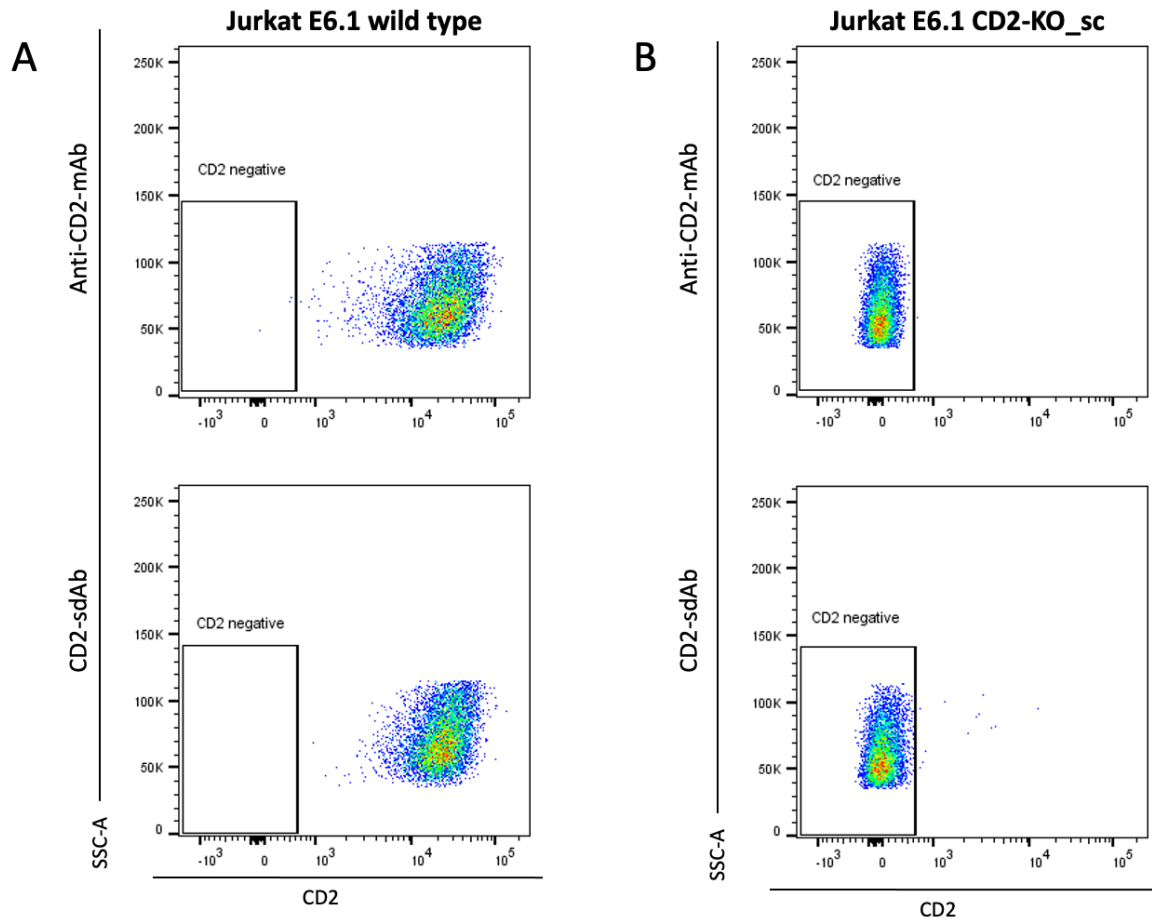 A
Jurkat E6.1 wild type
Anti-CD2-mAb
250K
200K
150K
100K
50K
0
CD2 negative
-10³
0
10³
10⁴
10⁵
CD2-sdAb
250K
200K
150K
100K
50K
0
CD2 negative
-10³
0
10³
10⁴
10⁵
SSC-A
CD2
B
Jurkat E6.1 CD2-KO_sc
Anti-CD2-mAb
250K
200K
150K
100K
50K
0
CD2 negative
-10³
0
10³
10⁴
10⁵
CD2-sdAb
250K
200K
150K
100K
50K
0
CD2 negative
-10³
0
10³
10⁴
10⁵
SSC-A
CD2